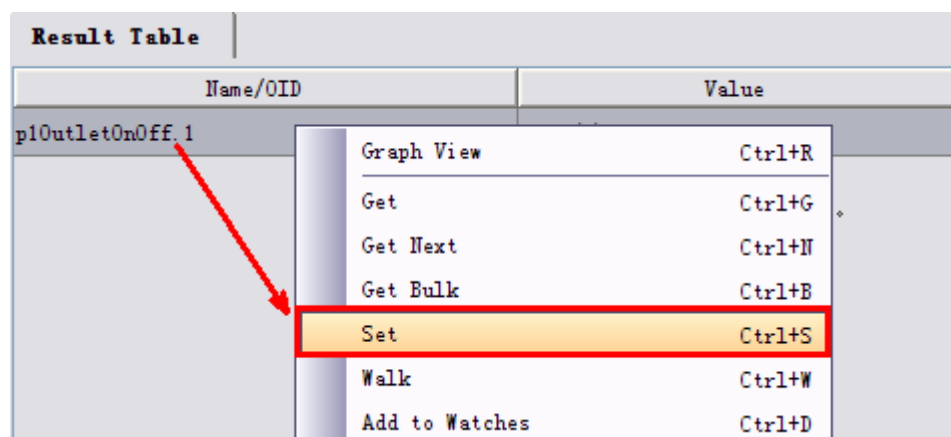 Result Table
Name/OID Value
p1OutletOnOff.1
Graph View Ctrl+R
Get Ctrl+G
Get Next Ctrl+N
Get Bulk Ctrl+B
Set Ctrl+S
Walk Ctrl+W
Add to Watches Ctrl+D